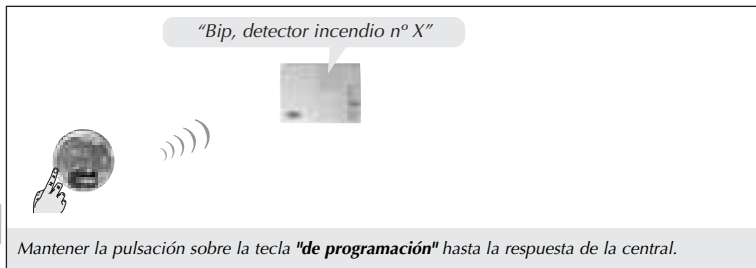 “Bip, detector incendio nº X”
Mantener la pulsación sobre la tecla "de programación" hasta la respuesta de la central.